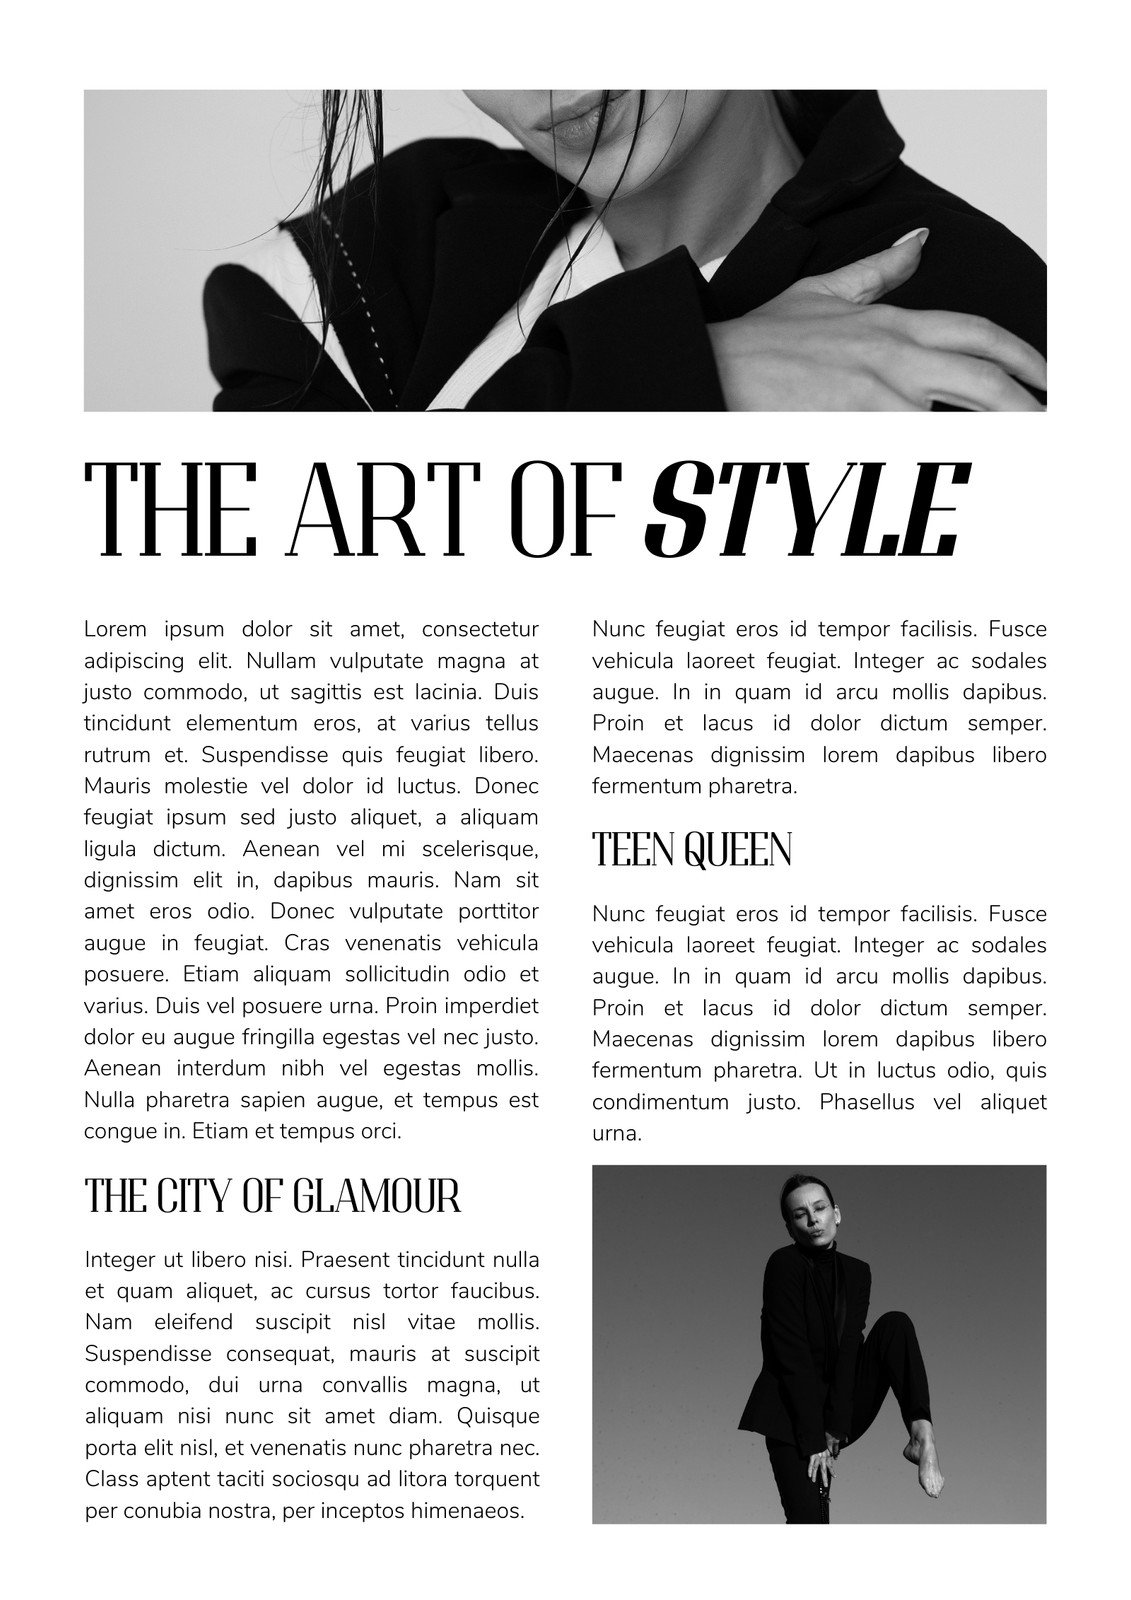 THE ART OF STYLE
Lorem ipsum dolor sit amet, consectetur
adipiscing elit. Nullam vulputate magna at
justo commodo, ut sagittis est lacinia. Duis
tincidunt elementum eros, at varius tellus
rutrum et. Suspendisse quis feugiat libero.
Mauris molestie vel dolor id luctus. Donec
feugiat ipsum sed justo aliquet, a aliquam
ligula dictum. Aenean vel mi scelerisque,
dignissim elit in, dapibus mauris. Nam sit
amet eros odio. Donec vulputate porttitor
augue in feugiat. Cras venenatis vehicula
posuere. Etiam aliquam sollicitudin odio et
varius. Duis vel posuere urna. Proin imperdiet
dolor eu augue fringilla egestas vel nec justo.
Aenean interdum nibh vel egestas mollis.
Nulla pharetra sapien augue, et tempus est
congue in. Etiam et tempus orci.
THE CITY OF GLAMOUR
Integer ut libero nisi. Praesent tincidunt nulla
et quam aliquet, ac cursus tortor faucibus.
Nam eleifend suscipit nisl vitae mollis.
Suspendisse consequat, mauris at suscipit
commodo, dui urna convallis magna, ut
aliquam nisi nunc sit amet diam. Quisque
porta elit nisl, et venenatis nunc pharetra nec.
Class aptent taciti sociosqu ad litora torquent
per conubia nostra, per inceptos himenaeos.
Nunc feugiat eros id tempor facilisis. Fusce
vehicula laoreet feugiat. Integer ac sodales
augue. In in quam id arcu mollis dapibus.
Proin et lacus id dolor dictum semper.
Maecenas dignissim lorem dapibus libero
fermentum pharetra.
TEEN QUEEN
Nunc feugiat eros id tempor facilisis. Fusce
vehicula laoreet feugiat. Integer ac sodales
augue. In in quam id arcu mollis dapibus.
Proin et lacus id dolor dictum semper.
Maecenas dignissim lorem dapibus libero
fermentum pharetra. Ut in luctus odio, quis
condimentum justo. Phasellus vel aliquet
urna.